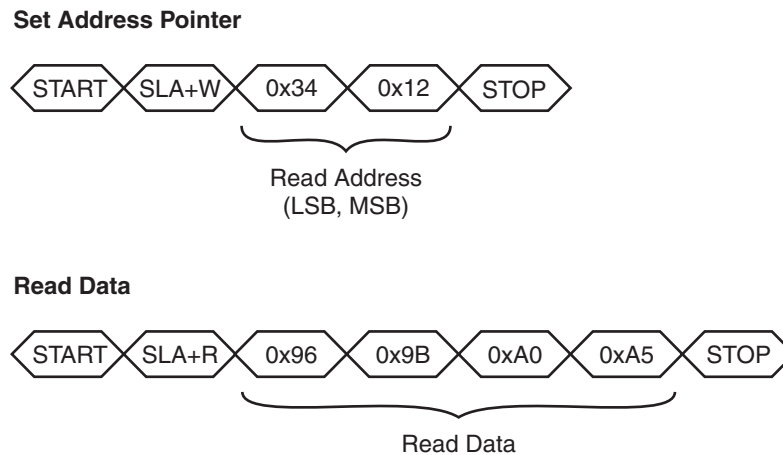 Set Address Pointer
START SLA+W 0x34 0x12 STOP
Read Address
(LSB, MSB)
Read Data
START SLA+R 0x96 0x9B 0xA0 0xA5 STOP
Read Data